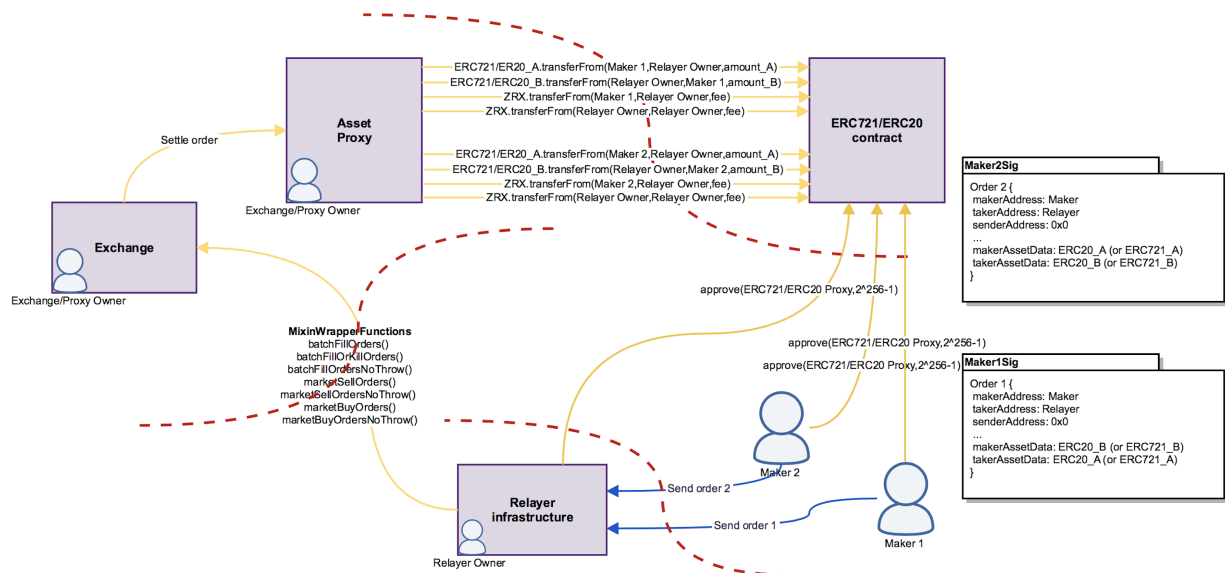 ERC721/ER20_A.transferFrom(Maker 1,Relayer Owner,amount_A)
ERC721/ERC20_B.transferFrom(Relayer Owner,Maker 1,amount_B)
ZRX.transferFrom(Maker 1,Relayer Owner,fee)
ZRX.transferFrom(Relayer Owner,Relayer Owner,fee)
Asset
Proxy
ERC721/ERC20
contract
Settle order
ERC721/ER20_A.transferFrom(Maker 2,Relayer Owner,amount_A)
ERC721/ERC20_B.transferFrom(Relayer Owner,Maker 2,amount_B)
ZRX.transferFrom(Maker 2,Relayer Owner,fee)
ZRX.transferFrom(Relayer Owner,Relayer Owner,fee)
Exchange/Proxy Owner
Maker2Sig
Order 2 {
makerAddress: Maker
takerAddress: Relayer
senderAddress: 0x0
...
makerAssetData: ERC20_A (or ERC721_A)
takerAssetData: ERC20_B (or ERC721_B)
}
Exchange
Exchange/Proxy Owner
approve(ERC721/ERC20 Proxy,2^256-1)
MixinWrapperFunctions
batchFillOrders()
batchFillOrKillOrders()
batchFillOrdersNoThrow()
marketSellOrders()
marketSellOrdersNoThrow()
marketBuyOrders()
marketBuyOrdersNoThrow()
approve(ERC721/ERC20 Proxy,2^256-1)
approve(ERC721/ERC20 Proxy,2^256-1)
Maker1Sig
Order 1 {
makerAddress: Maker
takerAddress: Relayer
senderAddress: 0x0
...
makerAssetData: ERC20_B (or ERC721_B)
takerAssetData: ERC20_A (or ERC721_A)
}
Maker 2
Send order 2
Relayer
infrastructure
Send order 1
Maker 1
Relayer Owner